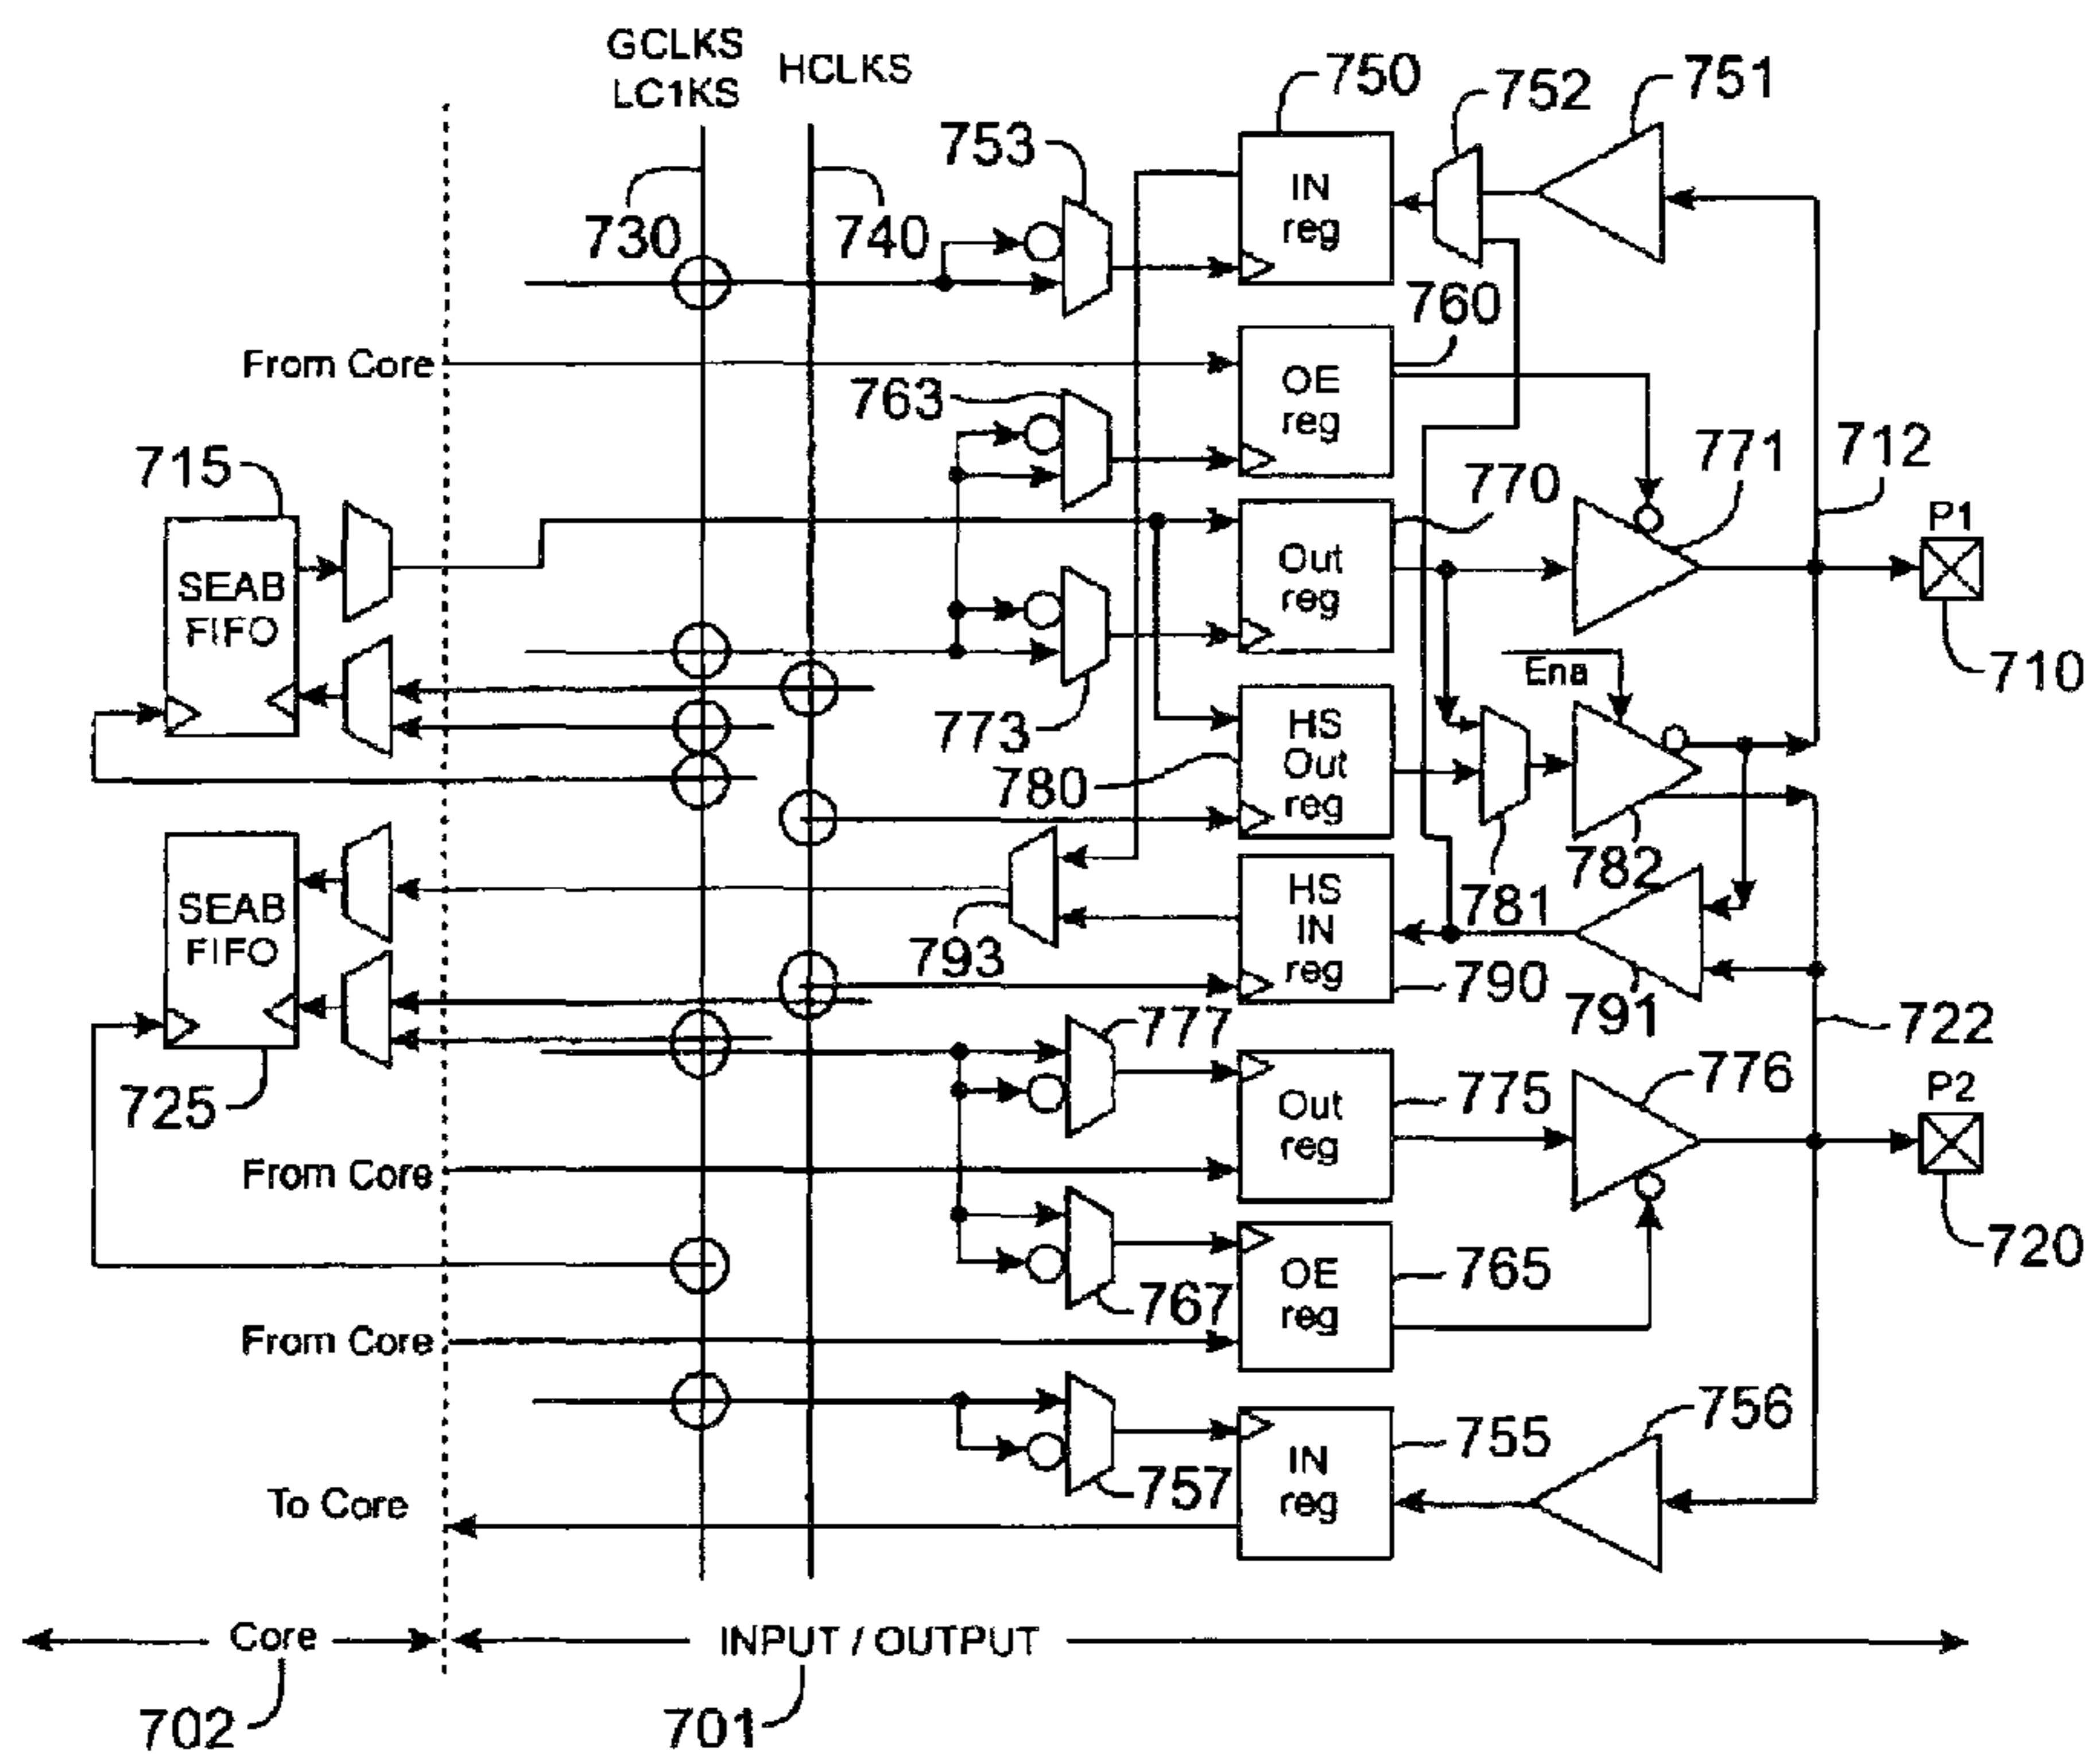 GCLKS
LC1KS
HCLKS
750
752
751
753
IN
reg
730
740
760
From Core
OE
reg
763
715
770
712
771
P1
SEAB
FIFO
Out
reg
710
Ena
773
HS
Out
reg
780
782
781
SEAB
FIFO
HS
IN
reg
793
790
791
722
777
725
775
776
P2
Out
reg
From Core
720
767
OE
reg
765
From Core
756
755
IN
reg
757
To Core
Core
INPUT / OUTPUT
702
701